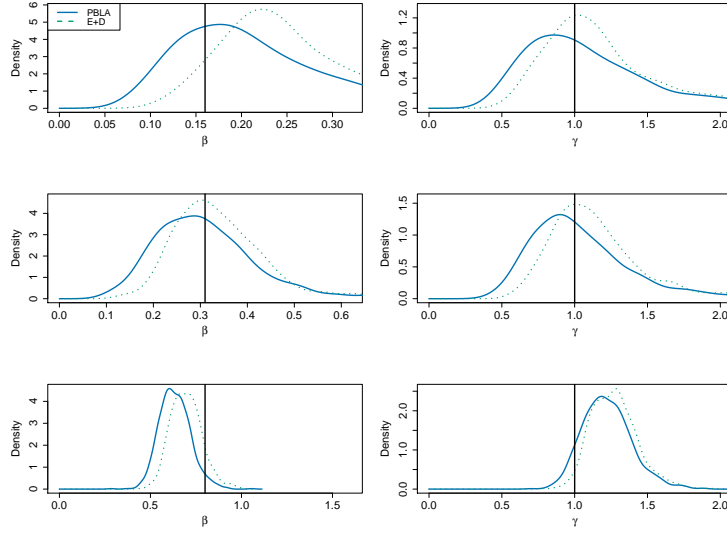 PBLA
E+D
Density
0 1 2 3 4 5 6
0.00 0.05 0.10 0.15 0.20 0.25 0.30
β
Density
0.0 0.4 0.8 1.2
0.0 0.5 1.0 1.5 2.0
γ
Density
0 1 2 3 4
0.0 0.1 0.2 0.3 0.4 0.5 0.6
β
Density
0.0 0.5 1.0 1.5
0.0 0.5 1.0 1.5 2.0
γ
Density
0 1 2 3 4
0.0 0.5 1.0 1.5
β
Density
0.0 1.0 2.0
0.0 0.5 1.0 1.5 2.0
γ